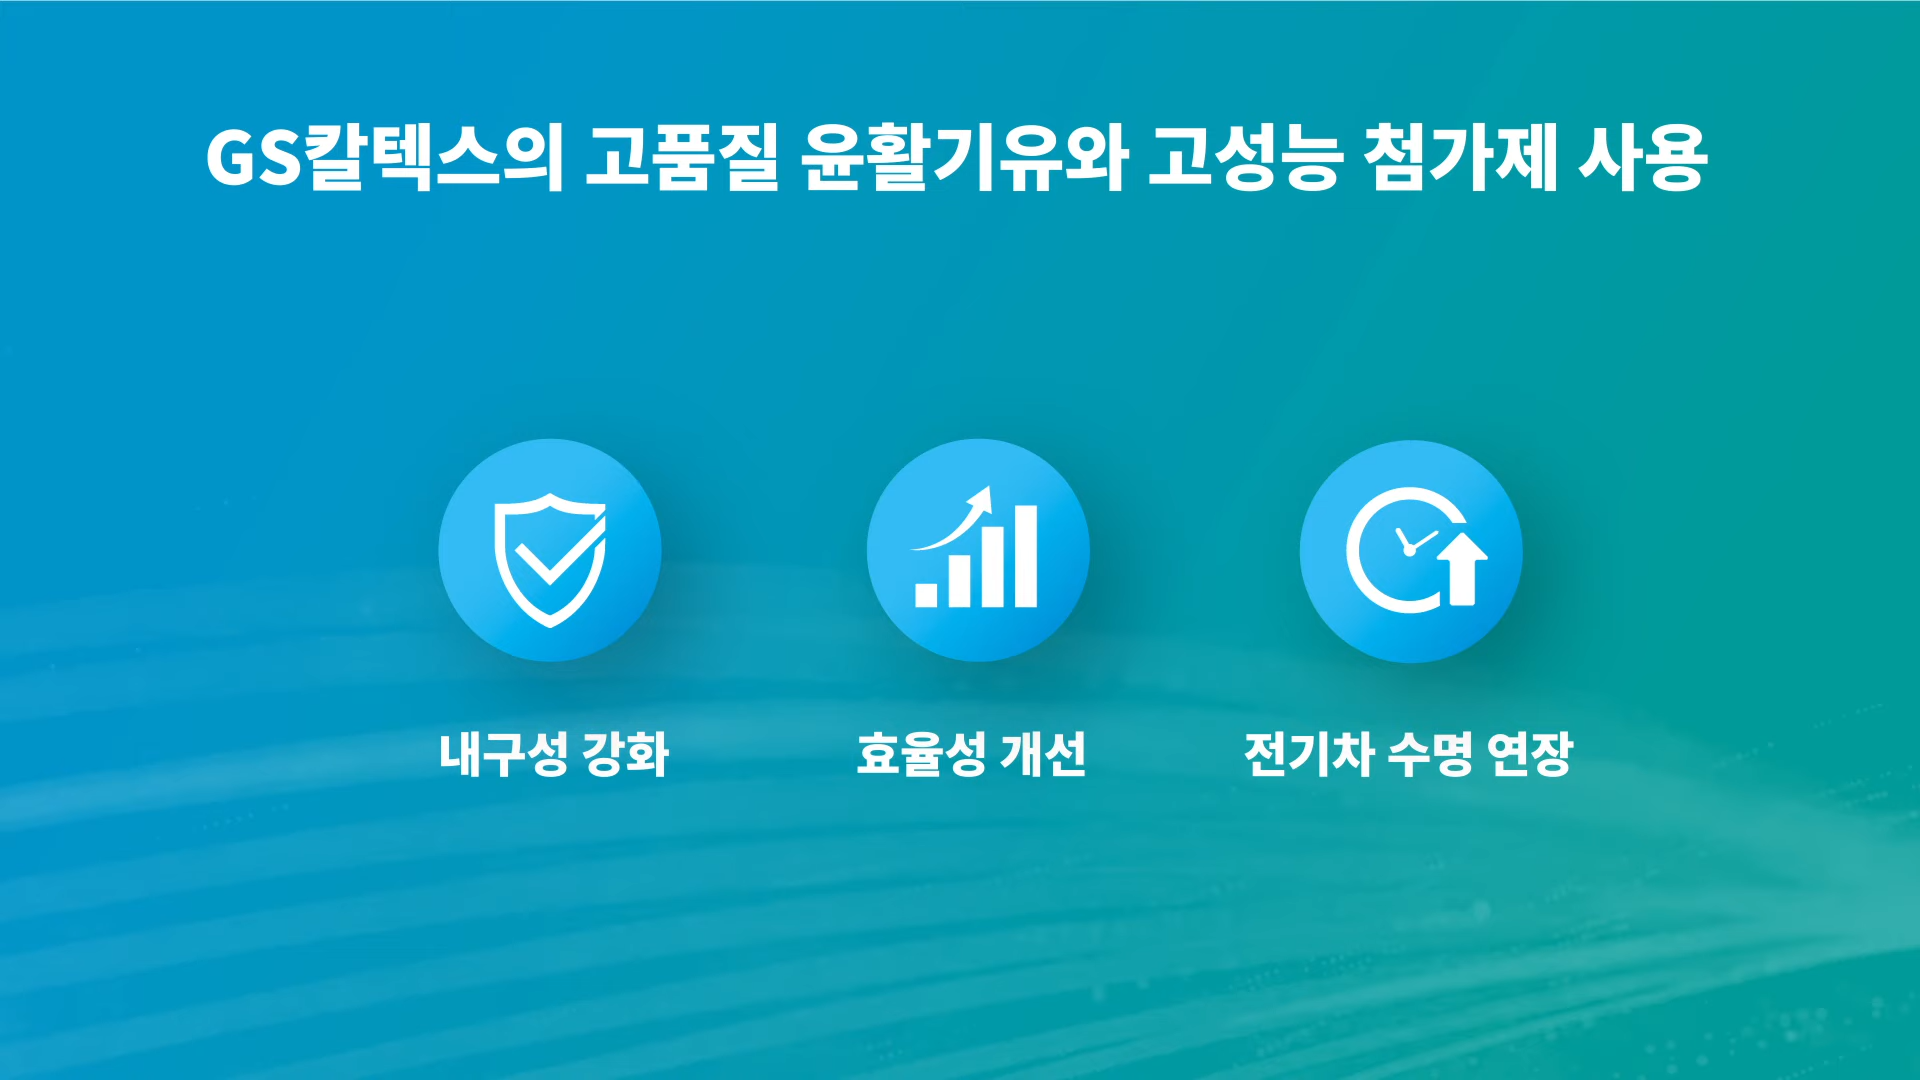 GS칼텍스의 고품질 윤활기유와 고성능 첨가제 사용
내구성 강화
효율성 개선
전기차 수명 연장